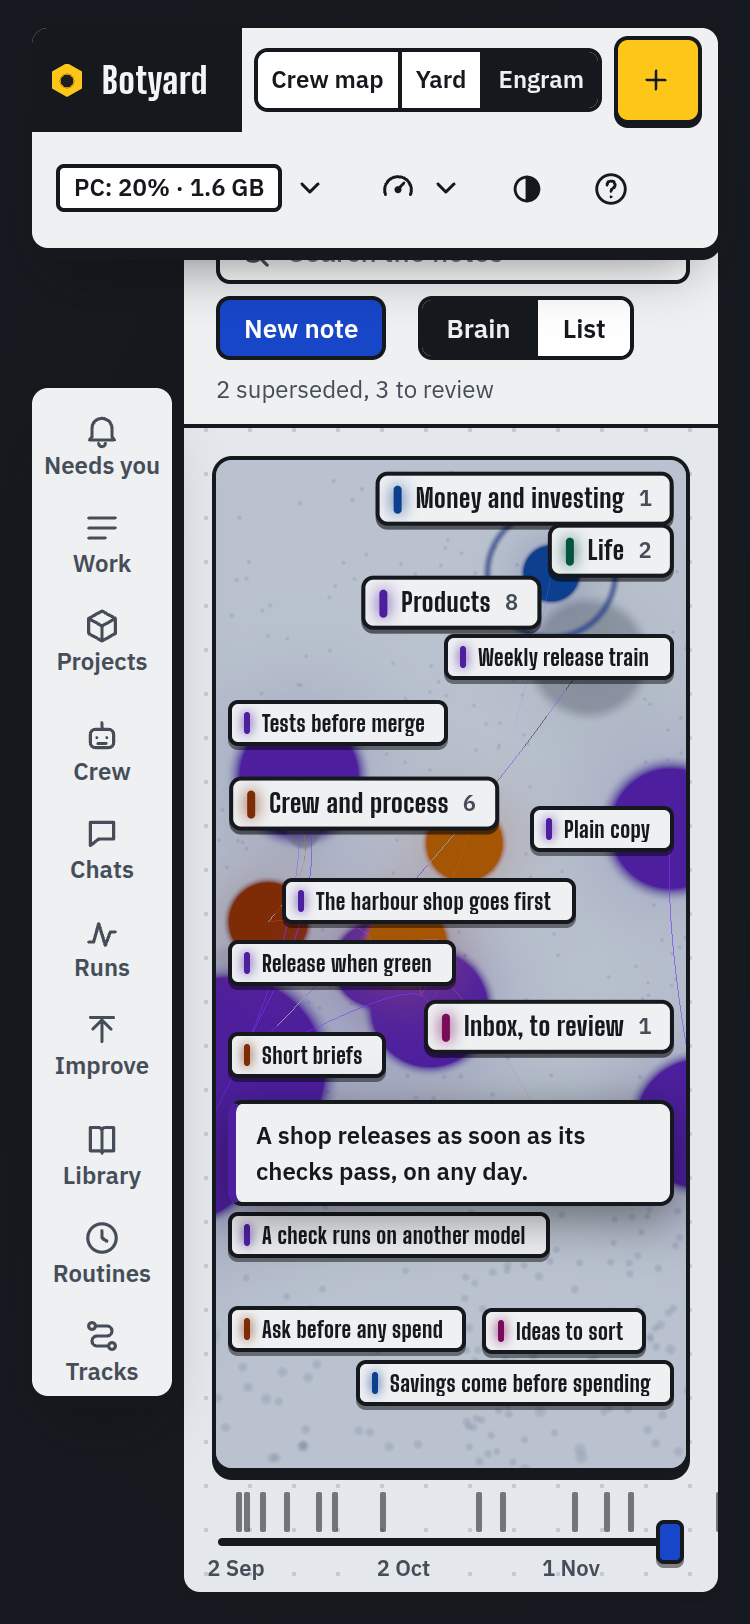 Botyard
Crew map
Yard
Engram
PC: 20% · 1.6 GB
New note
Brain
List
2 superseded, 3 to review
Needs you
Work
Projects
Crew
Chats
Runs
Improve
Library
Routines
Tracks
Money and investing 1
Life 2
Products 8
Weekly release train
Tests before merge
Crew and process 6
Plain copy
The harbour shop goes first
Release when green
Inbox, to review 1
Short briefs
A shop releases as soon as its
checks pass, on any day.
A check runs on another model
Ask before any spend
Ideas to sort
Savings come before spending
2 Sep
2 Oct
1 Nov